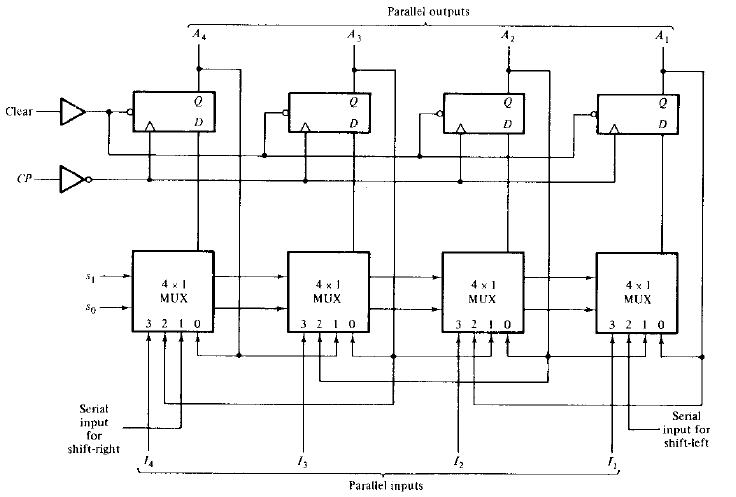 Parallel outputs
A4 A3 A2 A1
Q Q Q Q
Clear
D D D D
CP
s1
4 × 1 4 × 1 4 × 1 4 × 1
MUX MUX MUX MUX
s0
3 2 1 0 3 2 1 0 3 2 1 0 3 2 1 0
Serial
input
for
shift-right
Serial
input for
shift-left
I4 I3 I2 I1
Parallel inputs